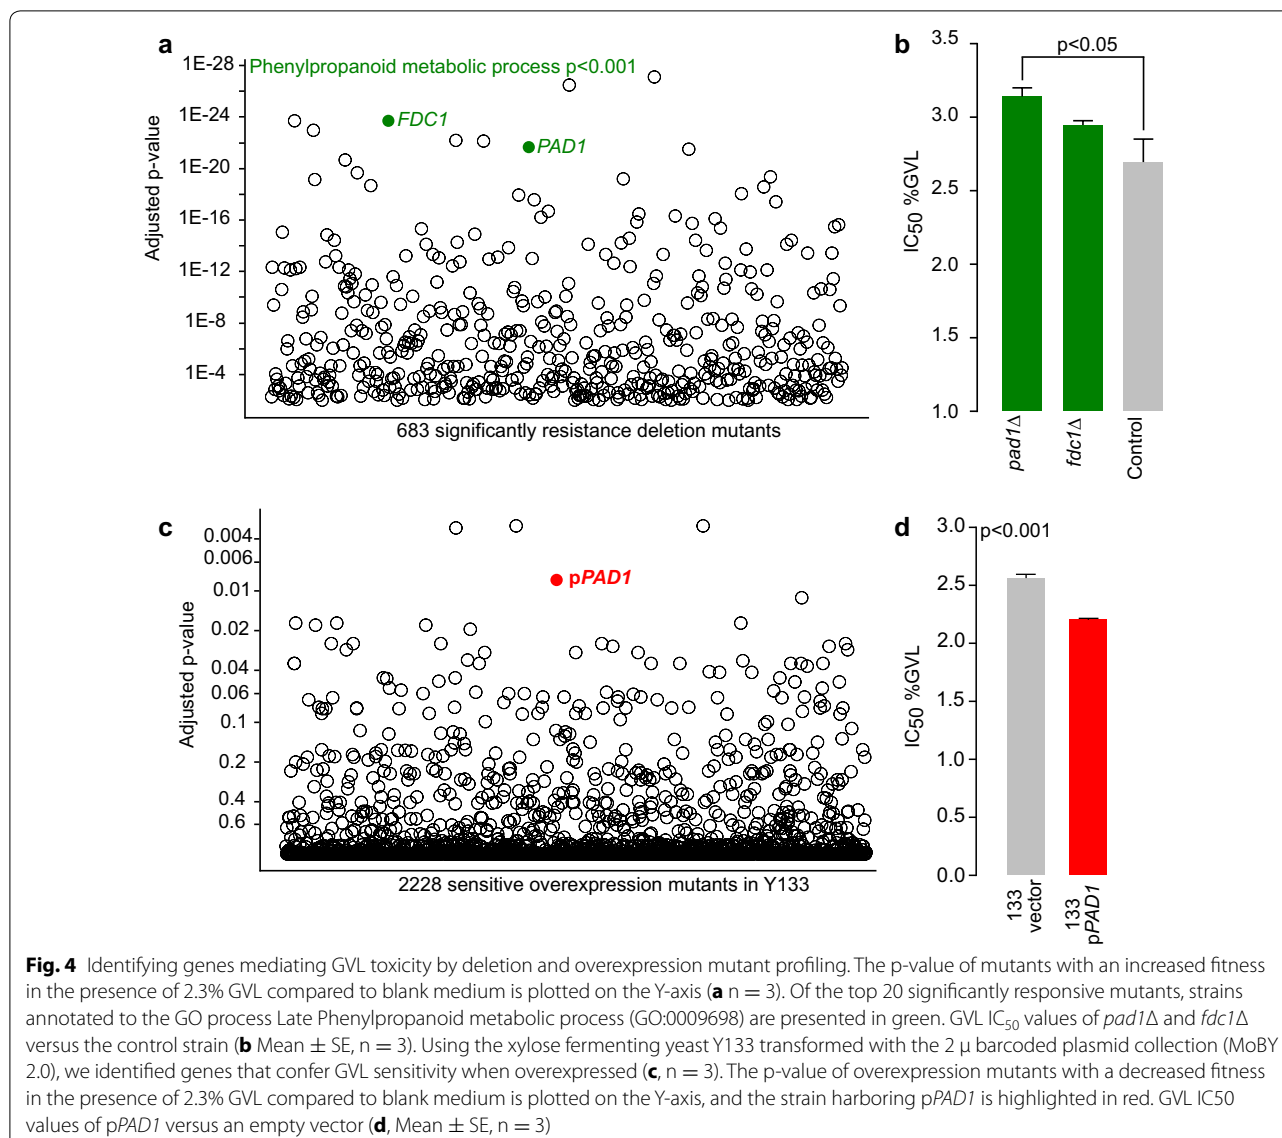 a
Phenylpropanoid metabolic process p<0.001
FDC1
PAD1
1E-28
1E-24
1E-20
1E-16
1E-12
1E-8
1E-4
Adjusted p-value
683 significantly resistance deletion mutants
b
p<0.05
3.5
3.0
2.5
2.0
1.5
1.0
IC50 %GVL
pad1Δ
fdc1Δ
Control
c
pPAD1
0.004
0.006
0.01
0.02
0.04
0.06
0.1
0.2
0.4
0.6
Adjusted p-value
2228 sensitive overexpression mutants in Y133
d
p<0.001
3.0
2.5
2.0
1.5
1.0
0.5
0.0
IC50 %GVL
133
vector
133
pPAD1
Fig. 4 Identifying genes mediating GVL toxicity by deletion and overexpression mutant profiling. The p-value of mutants with an increased fitness
in the presence of 2.3% GVL compared to blank medium is plotted on the Y-axis (a n = 3). Of the top 20 significantly responsive mutants, strains
annotated to the GO process Late Phenylpropanoid metabolic process (GO:0009698) are presented in green. GVL IC50 values of pad1Δ and fdc1Δ
versus the control strain (b Mean ± SE, n = 3). Using the xylose fermenting yeast Y133 transformed with the 2 μ barcoded plasmid collection (MoBY
2.0), we identified genes that confer GVL sensitivity when overexpressed (c, n = 3). The p-value of overexpression mutants with a decreased fitness
in the presence of 2.3% GVL compared to blank medium is plotted on the Y-axis, and the strain harboring pPAD1 is highlighted in red. GVL IC50
values of pPAD1 versus an empty vector (d, Mean ± SE, n = 3)